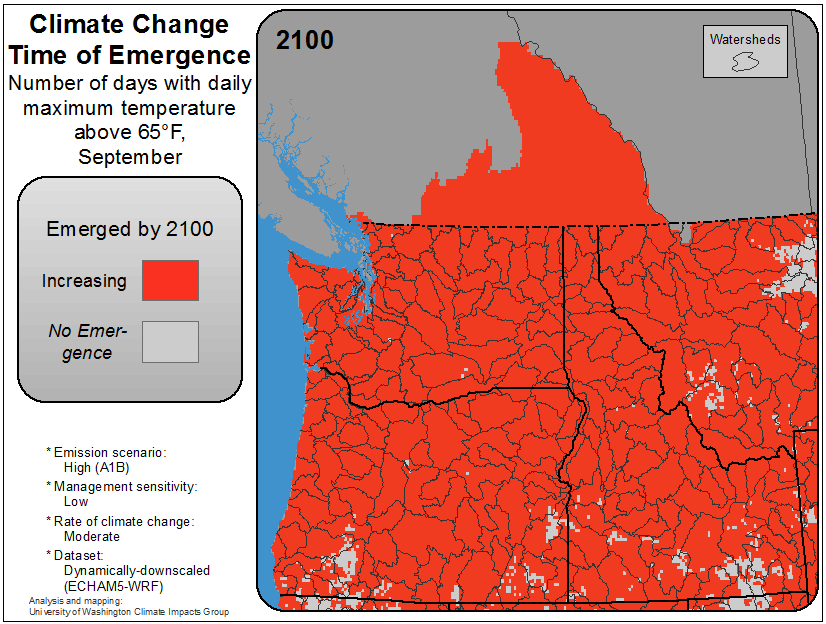 Climate Change
Time of Emergence
Number of days with daily
maximum temperature
above 65°F,
September
Emerged by 2100
Increasing
No Emer-
gence
* Emission scenario:
High (A1B)
* Management sensitivity:
Low
* Rate of climate change:
Moderate
* Dataset:
Dynamically-downscaled
(ECHAM5-WRF)
Analysis and mapping:
University of Washington Climate Impacts Group
2100
Watersheds